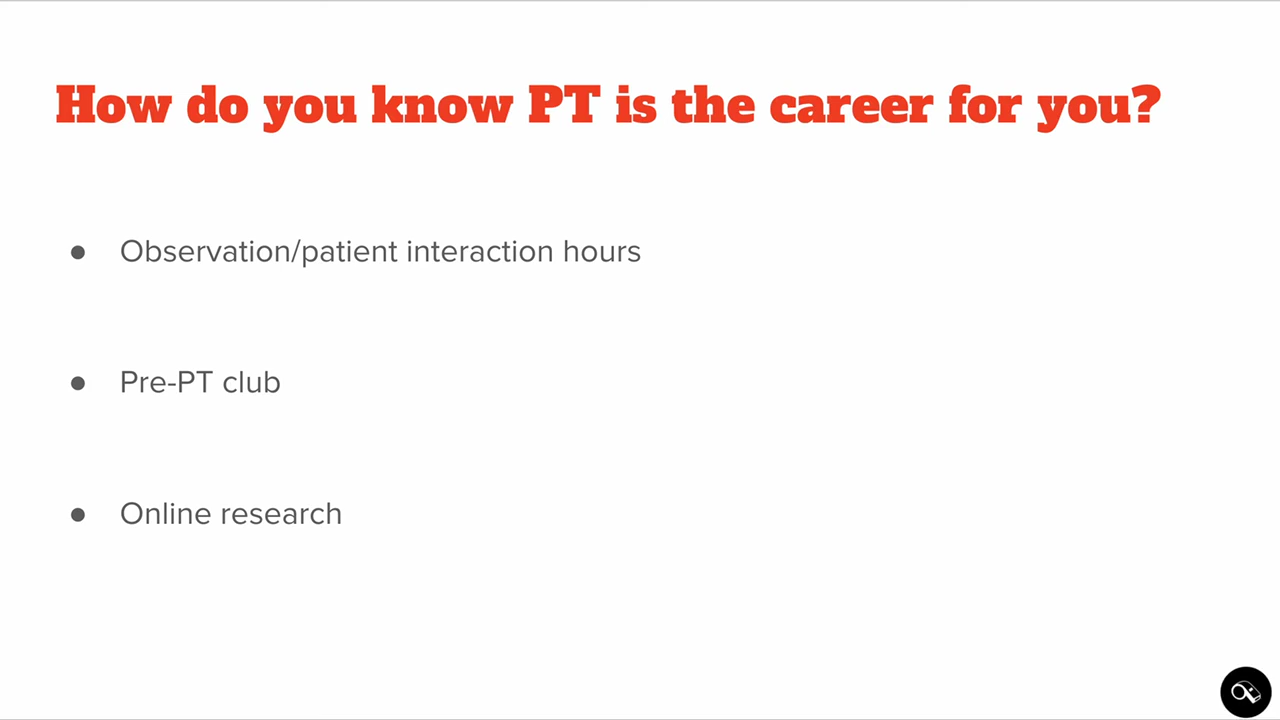 How do you know PT is the career for you?
● Observation/patient interaction hours
● Pre-PT club
● Online research